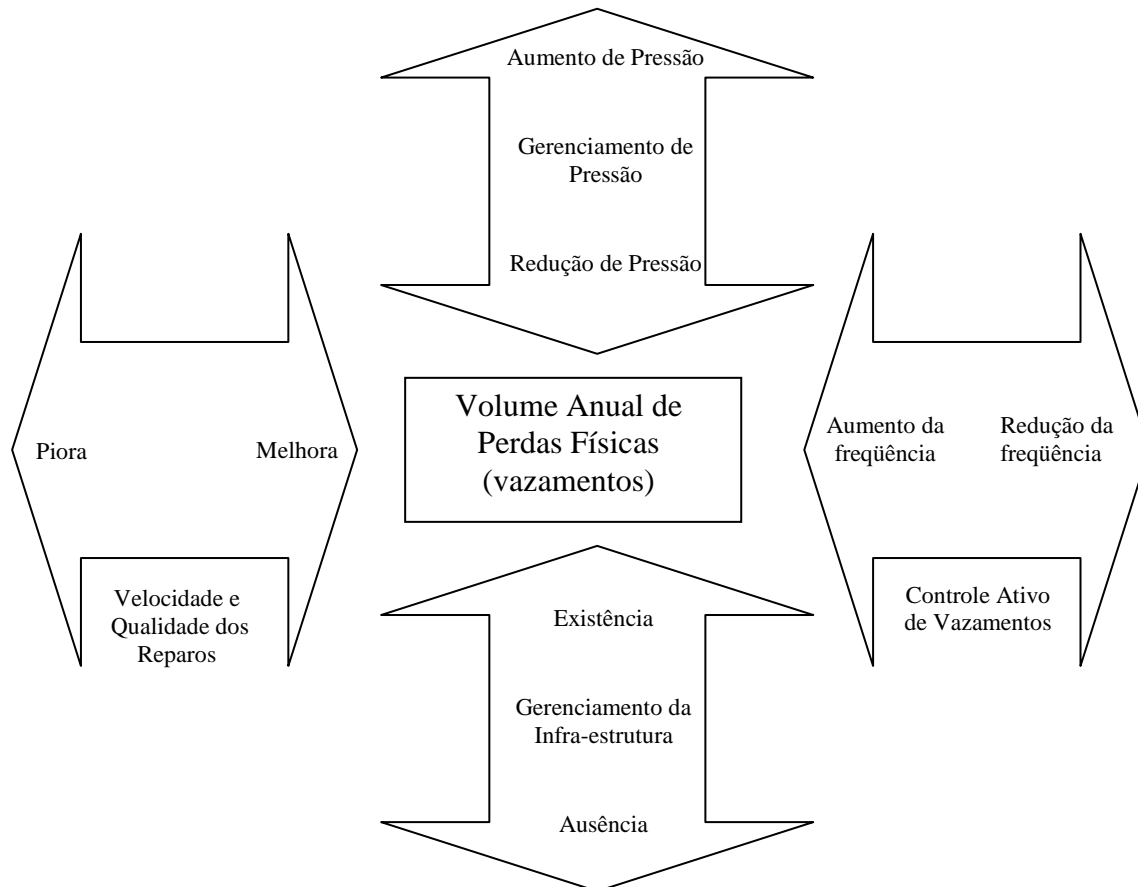 Aumento de Pressão
Gerenciamento de
Pressão
Redução de Pressão
Piora
Melhora
Volume Anual de
Perdas Físicas
(vazamentos)
Aumento da
freqüência
Redução da
freqüência
Velocidade e
Qualidade dos
Reparos
Existência
Gerenciamento da
Infra-estrutura
Ausência
Controle Ativo
de Vazamentos